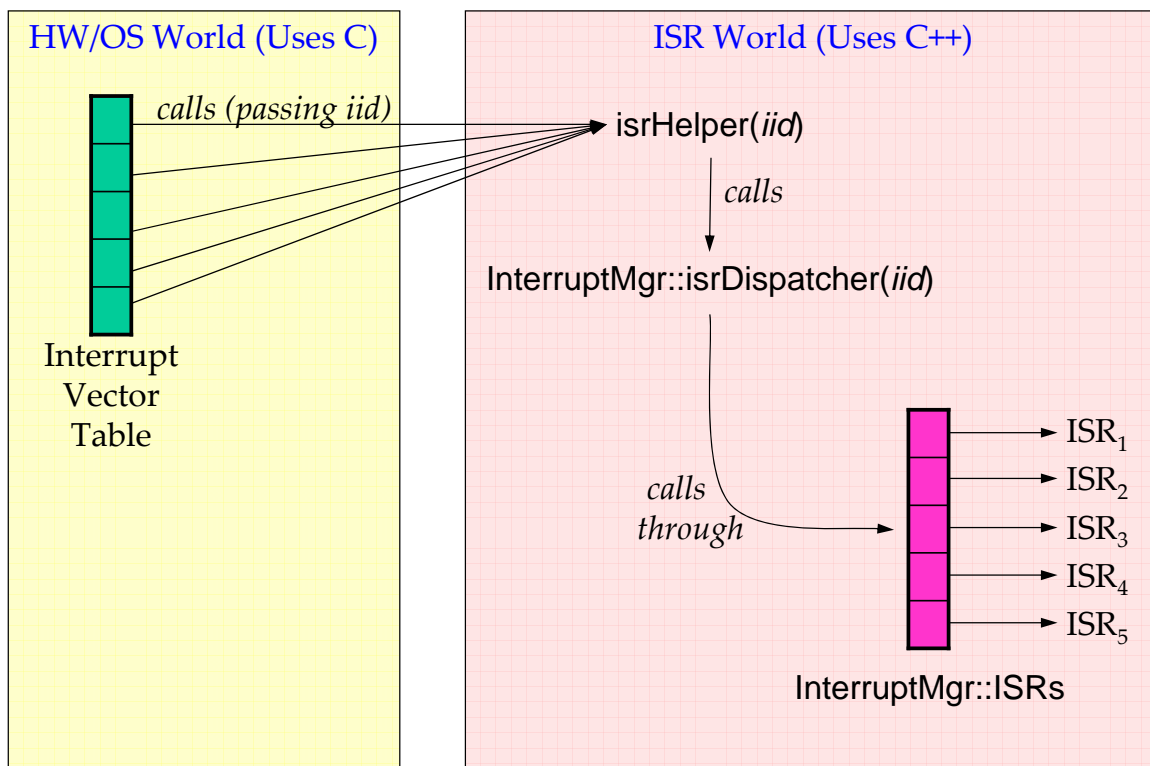 HW/OS World (Uses C)
calls (passing iid)
Interrupt
Vector
Table
ISR World (Uses C++)
isrHelper(iid)
calls
InterruptMgr::isrDispatcher(iid)
calls
through
ISR1
ISR2
ISR3
ISR4
ISR5
InterruptMgr::ISRs